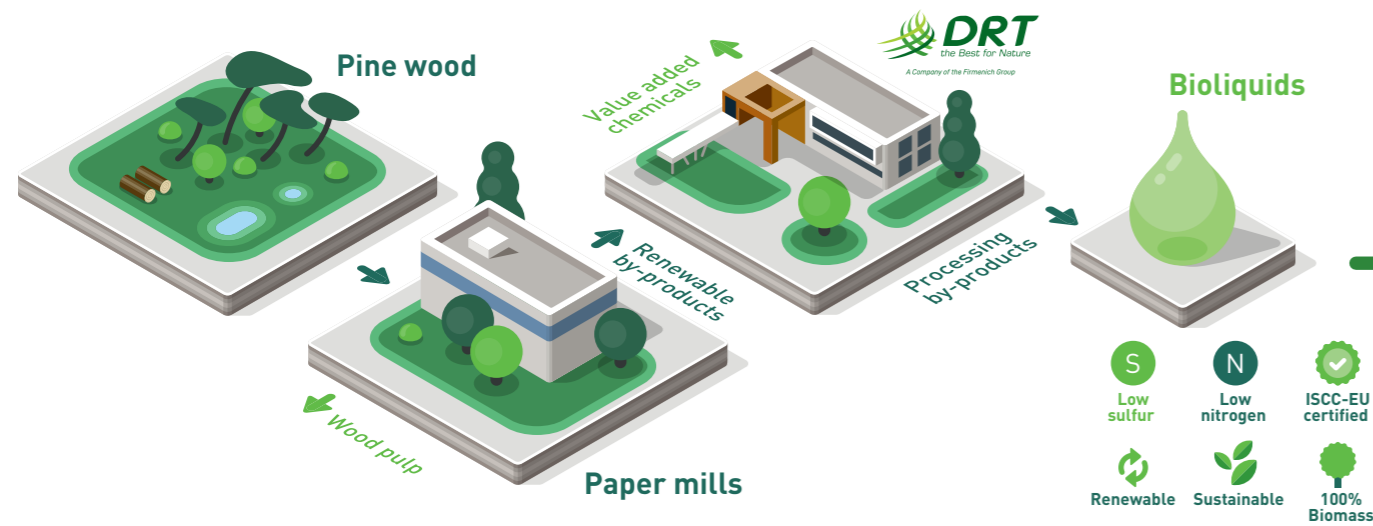 Pine wood
Wood pulp
Paper mills
Renewable
by-products
Value added
chemicals
DRT
the Best for Nature
A Company of the Firmenich Group
Processing
by-products
Bioliquids
S
Low
sulfur
N
Low
nitrogen
ISCC-EU
certified
Renewable
Sustainable
100%
Biomass